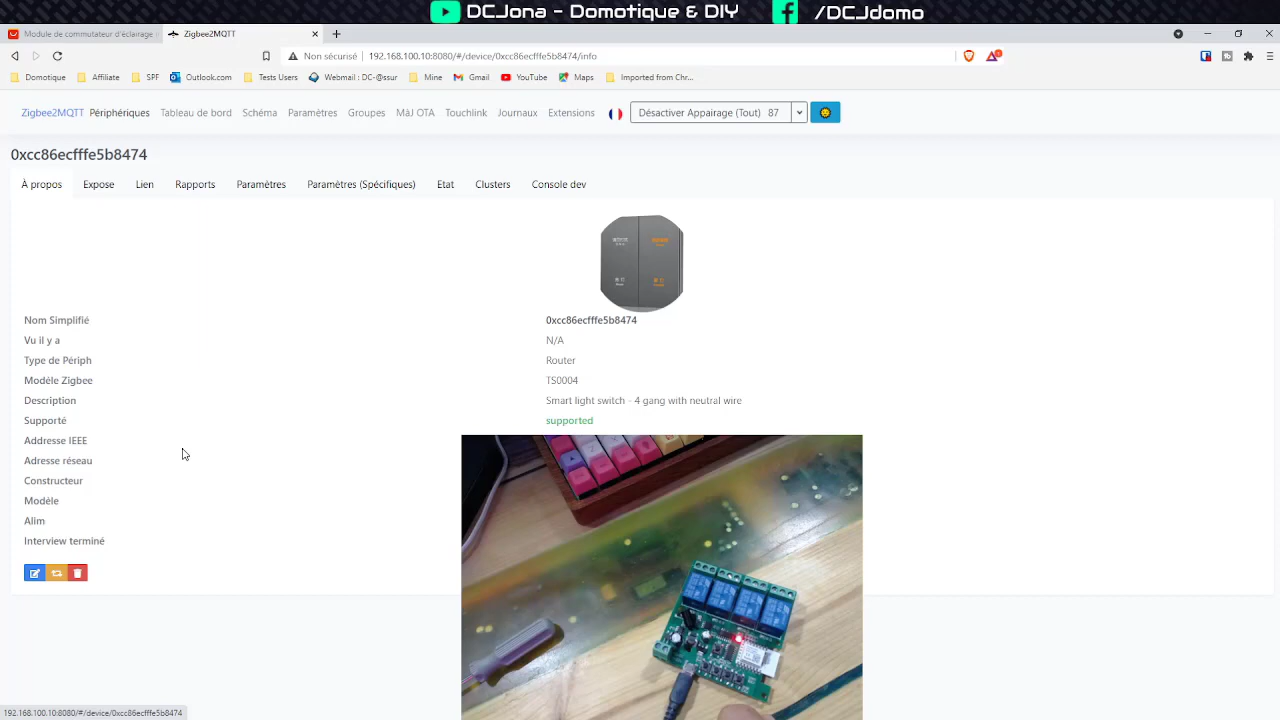 DCJona - Domotique & DIY
/DCJdomo
Module de commutateur d'éclairage
Zigbee2MQTT
Non sécurisé
192.168.100.10:8080/#/device/0xcc86ecfffe5b8474/info
Domotique
Affiliate
SPF
Outlook.com
Tests Users
Webmail : DC-@ssur
Mine
Gmail
YouTube
Maps
Imported from Chr...
Zigbee2MQTT
Périphériques
Tableau de bord
Schéma
Paramètres
Groupes
MàJ OTA
Touchlink
Journaux
Extensions
Désactiver Appairage (Tout) 87
0xcc86ecfffe5b8474
À propos
Expose
Lien
Rapports
Paramètres
Paramètres (Spécifiques)
Etat
Clusters
Console dev
Nom Simplifié
0xcc86ecfffe5b8474
Vu il y a
N/A
Type de Périph
Router
Modèle Zigbee
TS0004
Description
Smart light switch - 4 gang with neutral wire
Supporté
supported
Addresse IEEE
Adresse réseau
Constructeur
Modèle
Alim
Interview terminé
192.168.100.10:8080/#/device/0xcc86ecfffe5b8474